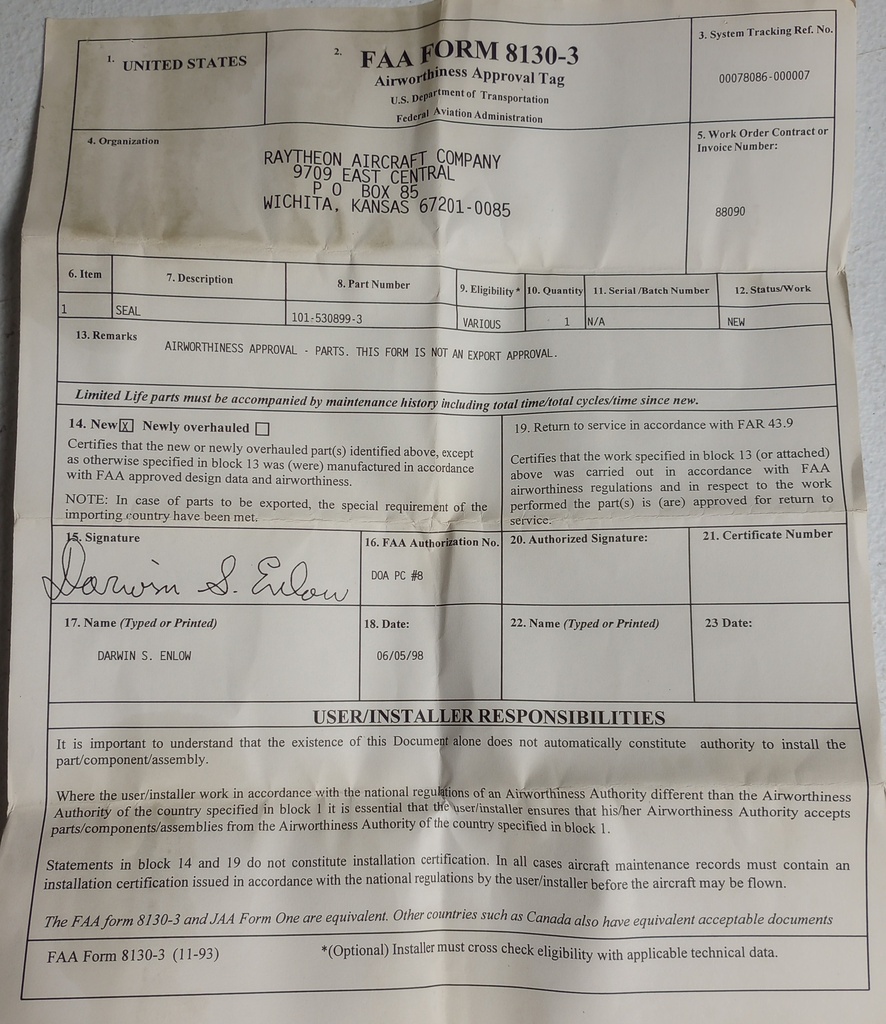 1. UNITED STATES
2. FAA FORM 8130-3
Airworthiness Approval Tag
U.S. Department of Transportation
Federal Aviation Administration
3. System Tracking Ref. No.
00078086-000007
4. Organization
RAYTHEON AIRCRAFT COMPANY
9709 EAST CENTRAL
P O BOX 85
WICHITA, KANSAS 67201-0085
5. Work Order Contract or
Invoice Number:
88090
6. Item 7. Description 8. Part Number 9. Eligibility* 10. Quantity 11. Serial /Batch Number 12. Status/Work
1 SEAL 101-530899-3 VARIOUS 1 N/A NEW
13. Remarks
AIRWORTHINESS APPROVAL - PARTS. THIS FORM IS NOT AN EXPORT APPROVAL.
Limited Life parts must be accompanied by maintenance history including total time/total cycles/time since new.
14. New [X] Newly overhauled [ ]
Certifies that the new or newly overhauled part(s) identified above, except
as otherwise specified in block 13 was (were) manufactured in accordance
with FAA approved design data and airworthiness.
NOTE: In case of parts to be exported, the special requirement of the
importing country have been met.
19. Return to service in accordance with FAR 43.9
Certifies that the work specified in block 13 (or attached)
above was carried out in accordance with FAA
airworthiness regulations and in respect to the work
performed the part(s) is (are) approved for return to
service.
15. Signature
Darwin S. Enlow
16. FAA Authorization No.
DOA PC #8
20. Authorized Signature:
21. Certificate Number
17. Name (Typed or Printed)
DARWIN S. ENLOW
18. Date:
06/05/98
22. Name (Typed or Printed)
23 Date:
USER/INSTALLER RESPONSIBILITIES
It is important to understand that the existence of this Document alone does not automatically constitute authority to install the
part/component/assembly.
Where the user/installer work in accordance with the national regulations of an Airworthiness Authority different than the Airworthiness
Authority of the country specified in block 1 it is essential that the user/installer ensures that his/her Airworthiness Authority accepts
parts/components/assemblies from the Airworthiness Authority of the country specified in block 1.
Statements in block 14 and 19 do not constitute installation certification. In all cases aircraft maintenance records must contain an
installation certification issued in accordance with the national regulations by the user/installer before the aircraft may be flown.
The FAA form 8130-3 and JAA Form One are equivalent. Other countries such as Canada also have equivalent acceptable documents
FAA Form 8130-3 (11-93) *(Optional) Installer must cross check eligibility with applicable technical data.